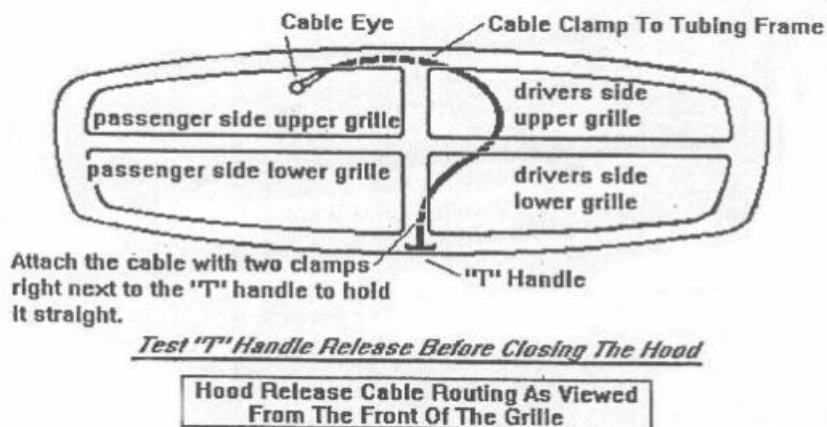 Cable Eye
Cable Clamp To Tubing Frame
passenger side upper grille
drivers side
upper grille
passenger side lower grille
drivers side
lower grille
Attach the cable with two clamps
right next to the "T" handle to hold
it straight.
"T" Handle
Test "T" Handle Release Before Closing The Hood
Hood Release Cable Routing As Viewed
From The Front Of The Grille